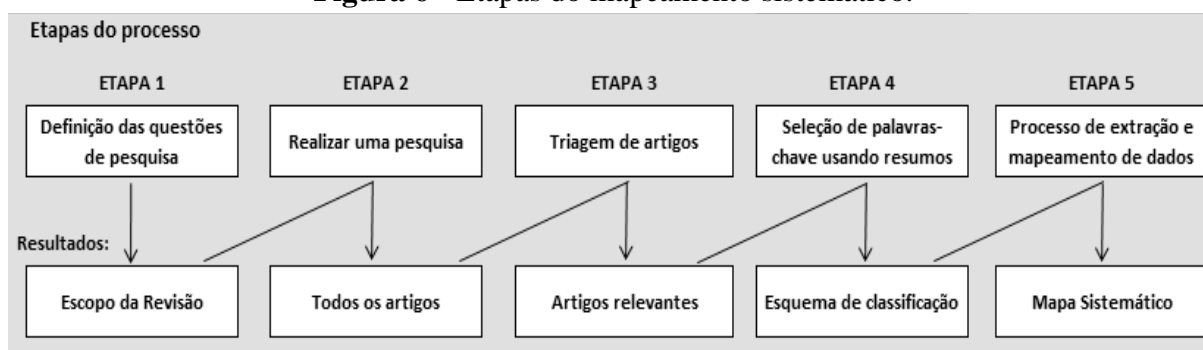 Figura - Etapas do mapeamento sistemático.
Etapas do processo
ETAPA 1
ETAPA 2
ETAPA 3
ETAPA 4
ETAPA 5
Definição das questões
de pesquisa
Realizar uma pesquisa
Triagem de artigos
Seleção de palavras-
chave usando resumos
Processo de extração e
mapeamento de dados
Resultados:
Escopo da Revisão
Todos os artigos
Artigos relevantes
Esquema de classificação
Mapa Sistemático